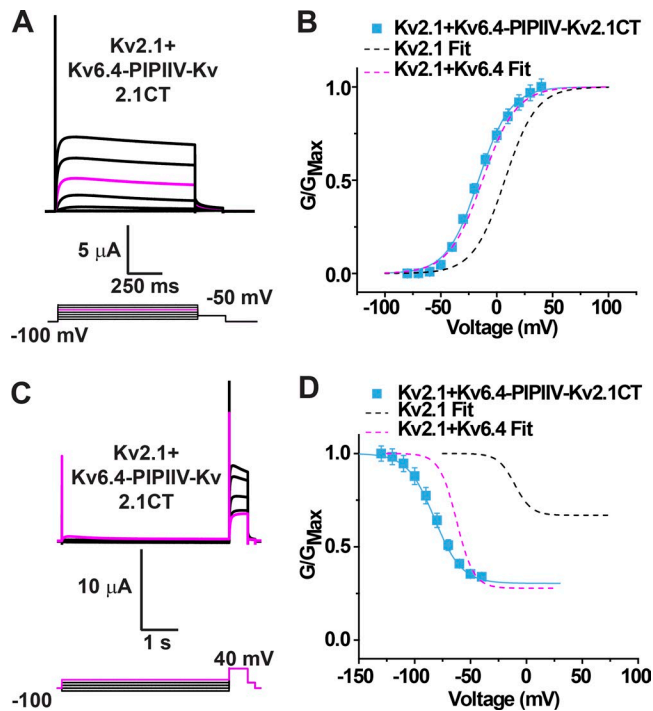 A
Kv2.1+
Kv6.4-PIPIIV-Kv
2.1CT
5 µA
250 ms
-50 mV
-100 mV
B
Kv2.1+Kv6.4-PIPIIV-Kv2.1CT
Kv2.1 Fit
Kv2.1+Kv6.4 Fit
G/GMax
1.0
0.5
0.0
-100 -50 0 50 100
Voltage (mV)
C
Kv2.1+
Kv6.4-PIPIIV-Kv
2.1CT
10 µA
1 s
40 mV
-100
D
Kv2.1+Kv6.4-PIPIIV-Kv2.1CT
Kv2.1 Fit
Kv2.1+Kv6.4 Fit
G/GMax
1.0
0.5
0.0
-150 -100 -50 0 50 100
Voltage (mV)